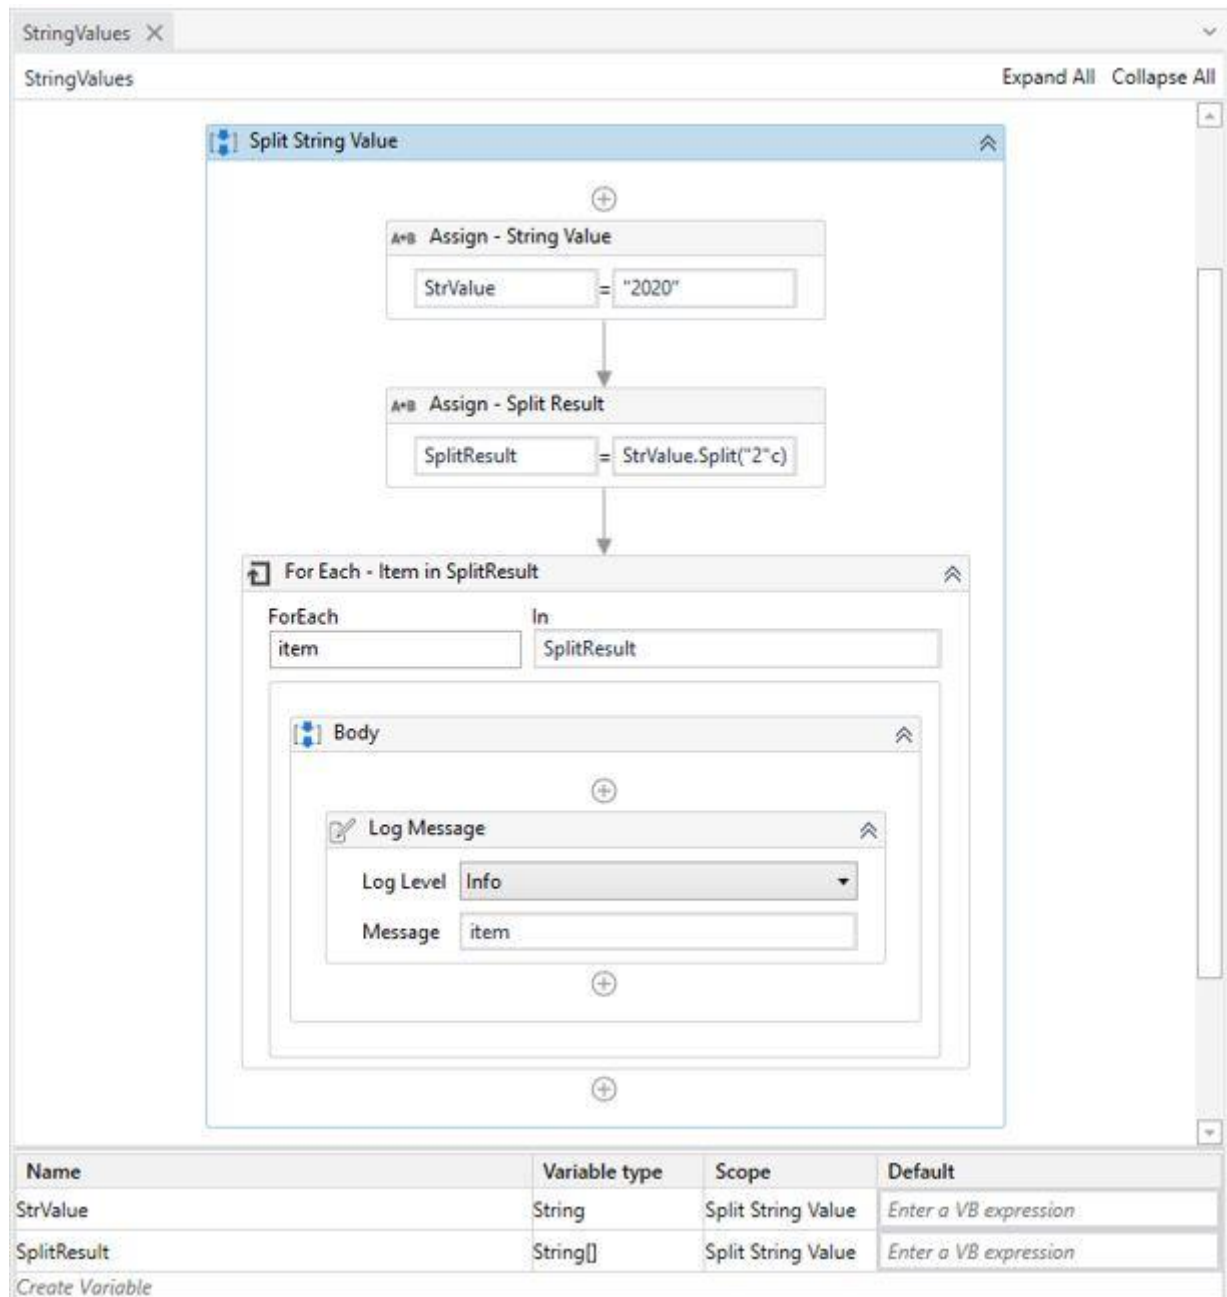 StringValues
StringValues Expand All Collapse All
Split String Value
A+B Assign - String Value
StrValue = "2020"
A+B Assign - Split Result
SplitResult = StrValue.Split("2"c)
For Each - Item in SplitResult
ForEach In
item SplitResult
Body
Log Message
Log Level Info
Message item
Name Variable type Scope Default
StrValue String Split String Value Enter a VB expression
SplitResult String[] Split String Value Enter a VB expression
Create Variable